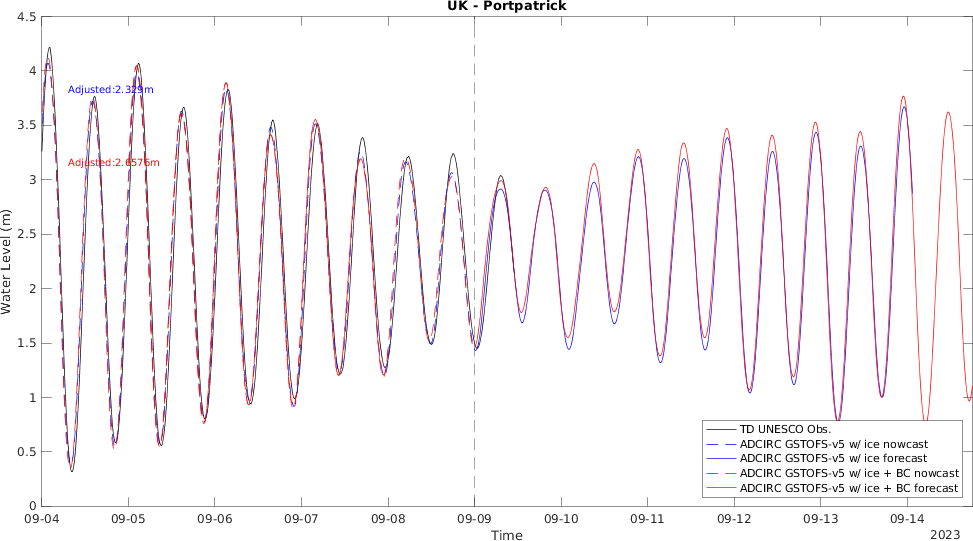 UK - Portpatrick
4.5
4
3.5
3
2.5
2
1.5
1
0.5
0
Water Level (m)
Adjusted:2.329m
Adjusted:2.6575m
TD UNESCO Obs.
ADCIRC GSTOFS-v5 w/ ice nowcast
ADCIRC GSTOFS-v5 w/ ice forecast
ADCIRC GSTOFS-v5 w/ ice + BC nowcast
ADCIRC GSTOFS-v5 w/ ice + BC forecast
09-04 09-05 09-06 09-07 09-08 09-09 09-10 09-11 09-12 09-13 09-14
Time
2023